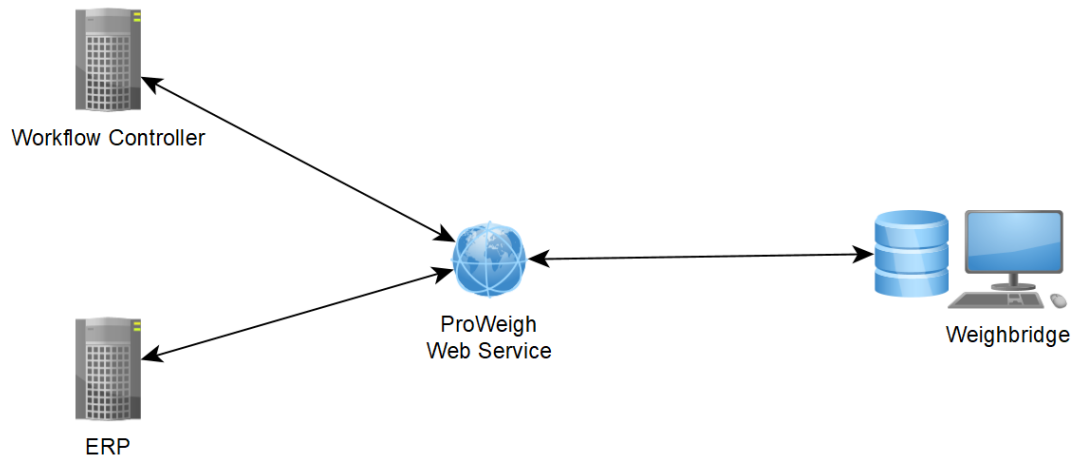 Workflow Controller
ProWeigh
Web Service
Weighbridge
ERP